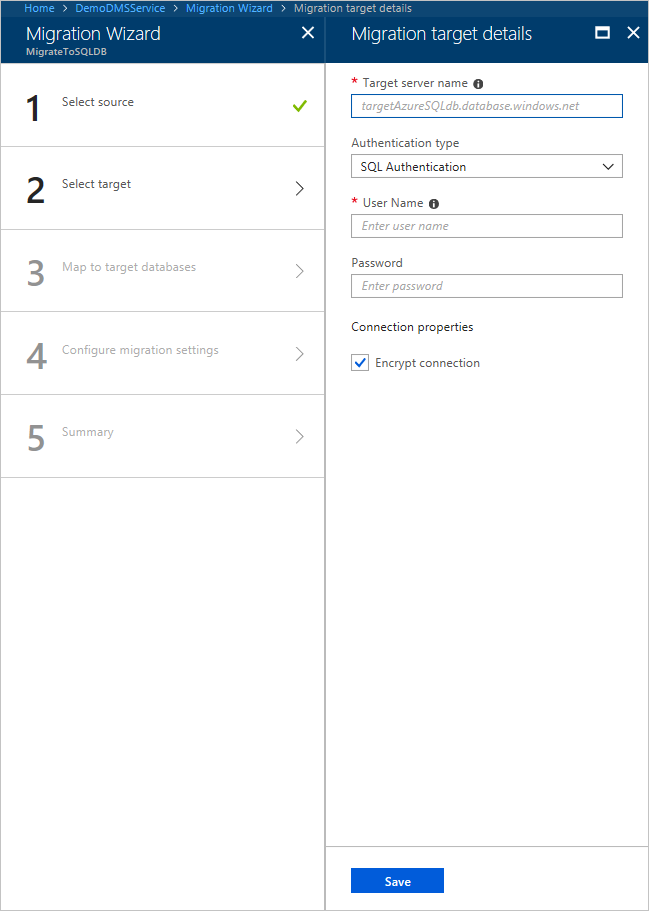 Home > DemoDMSService > Migration Wizard > Migration target details
Migration Wizard
MigrateToSQLDB
1 Select source
2 Select target
3 Map to target databases
4 Configure migration settings
5 Summary
Migration target details
* Target server name
targetAzureSQLdb.database.windows.net
Authentication type
SQL Authentication
* User Name
Enter user name
Password
Enter password
Connection properties
Encrypt connection
Save